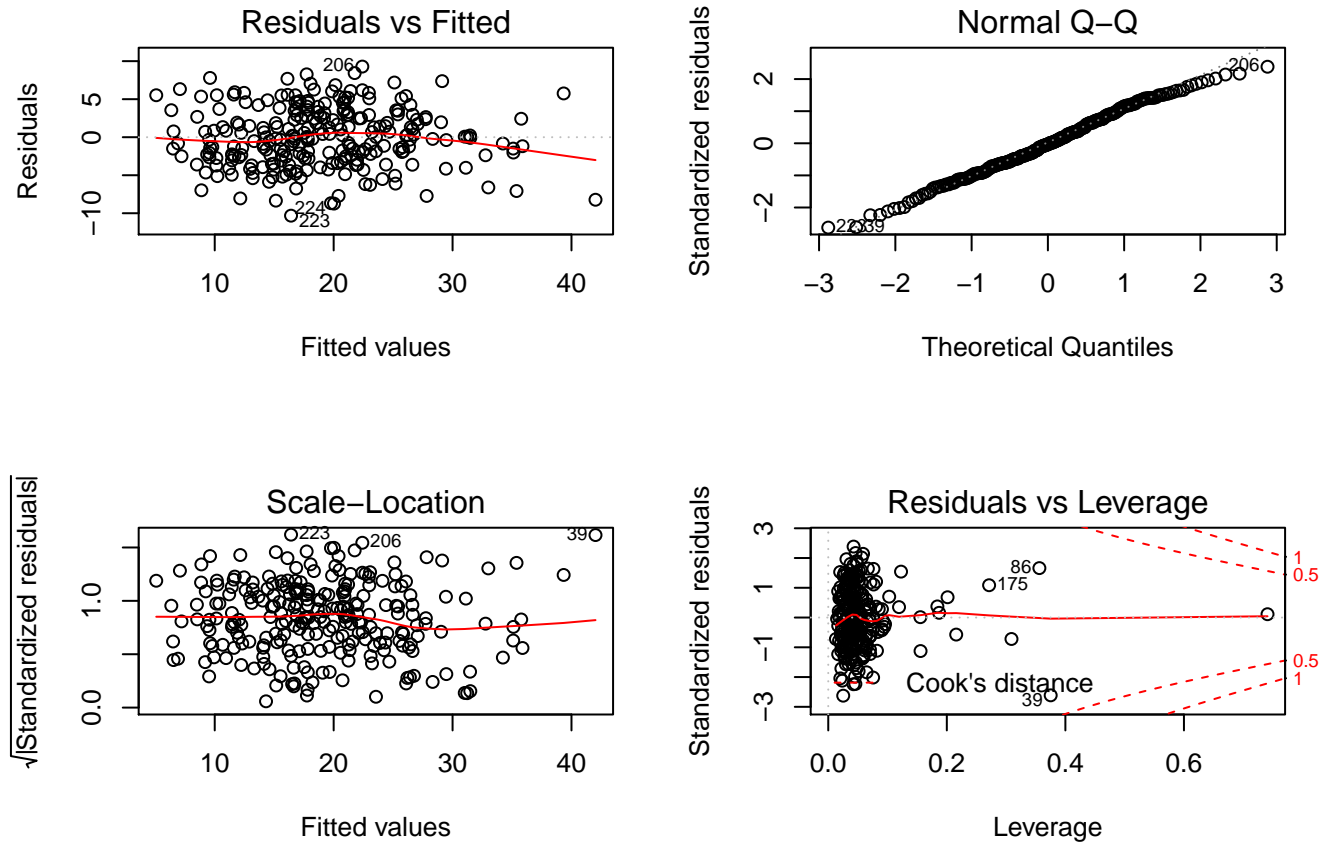 Residuals vs Fitted
Residuals
5
0
−10
206
224
223
10 20 30 40
Fitted values
Normal Q−Q
Standardized residuals
2
0
−2
206
223
39
−3 −2 −1 0 1 2 3
Theoretical Quantiles
Scale−Location
√|Standardized residuals|
1.0
0.0
223
206
39
10 20 30 40
Fitted values
Residuals vs Leverage
Standardized residuals
3
1
−1
−3
86
175
39
Cook's distance
1
0.5
0.5
1
0.0 0.2 0.4 0.6
Leverage